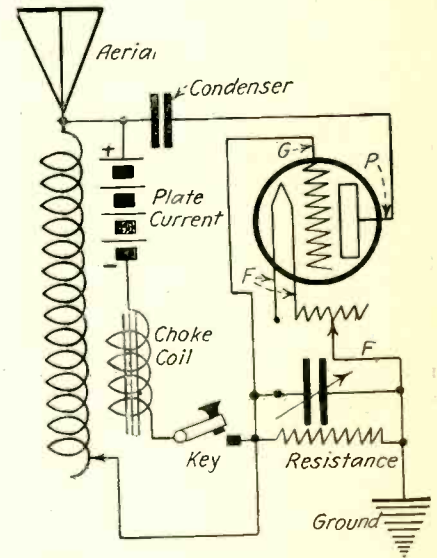 Aerial
Condenser
G
P
+
Plate
Current
-
F
Choke
Coil
F
Key
Resistance
Ground